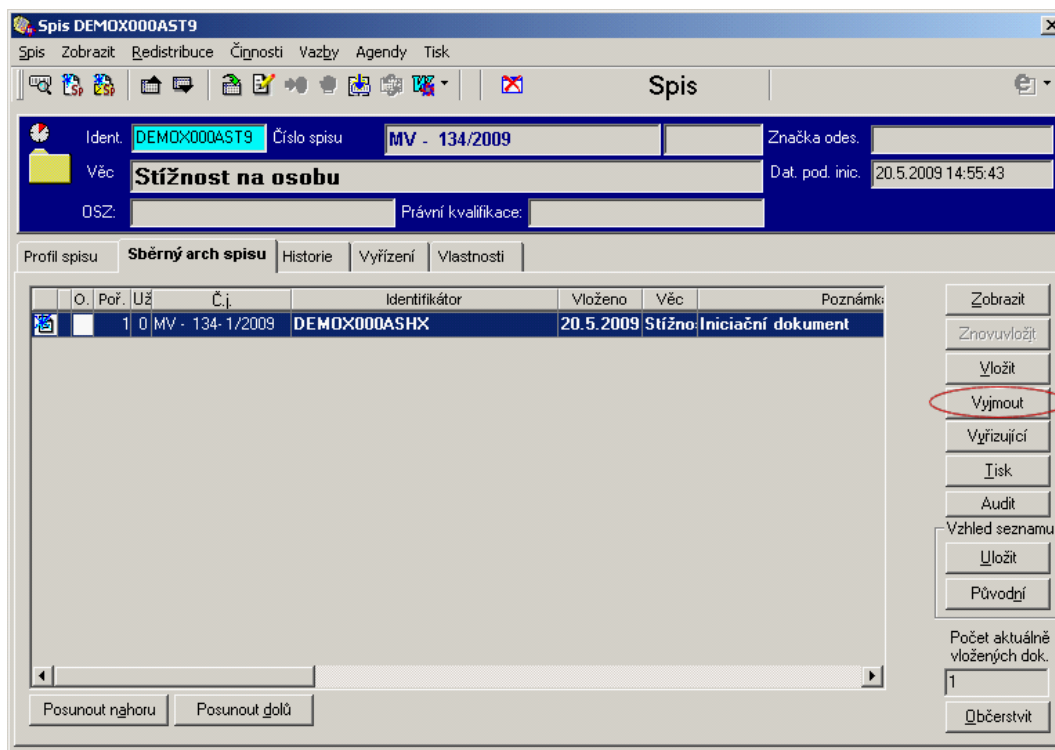 Spis DEMOX000AST9
Spis Zobrazit Redistribuce Činnosti Vazby Agendy Tisk
Spis
Ident. DEMOX000AST9 Číslo spisu MV - 134/2009 Značka odes.
Věc Stížnost na osobu Dat. pod. inic. 20.5.2009 14:55:43
OSZ: Právní kvalifikace:
Profil spisu Sběrný arch spisu Historie Vyřízení Vlastnosti
O. Poř. Už Č.j. Identifikátor Vloženo Věc Poznámk
1 0 MV - 134- 1/2009 DEMOX000ASHX 20.5.2009 Stížno Iniciační dokument
Zobrazit
Znovuvložit
Vložit
Vyjmout
Vyřizující
Tisk
Audit
Vzhled seznamu
Uložit
Původní
Počet aktuálně
vložených dok.
1
Občerstvit
Posunout nahoru Posunout dolů